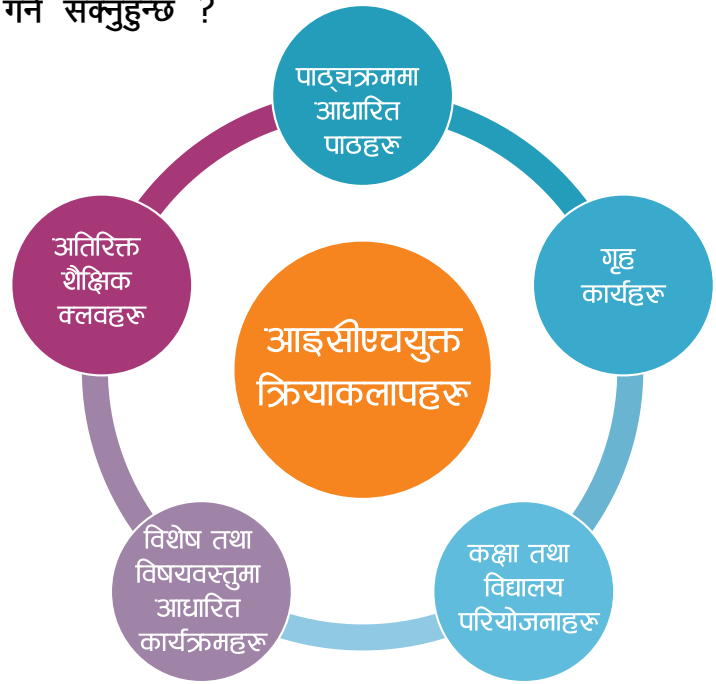 गर्न सक्नुहुन्छ ?
पाठ्यक्रममा
आधारित
पाठहरू
अतिरिक्त
शैक्षिक
क्लवहरू
गृह
कार्यहरू
आइसीएचयुक्त
क्रियाकलापहरू
विशेष तथा
विषयवस्तुमा
आधारित
कार्यक्रमहरू
कक्षा तथा
विद्यालय
परियोजनाहरू